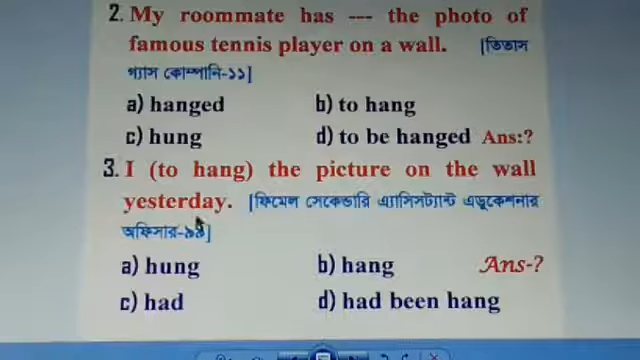 2. My roommate has --- the photo of
famous tennis player on a wall. [তিতাস
গ্যাস কোম্পানি-১১]
a) hanged b) to hang
c) hung d) to be hanged Ans:?
3. I (to hang) the picture on the wall
yesterday. [ফিমেল সেকেন্ডারি এ্যাসিসট্যান্ট এডুকেশনার
অফিসার-৯৯]
a) hung b) hang Ans-?
c) had d) had been hang